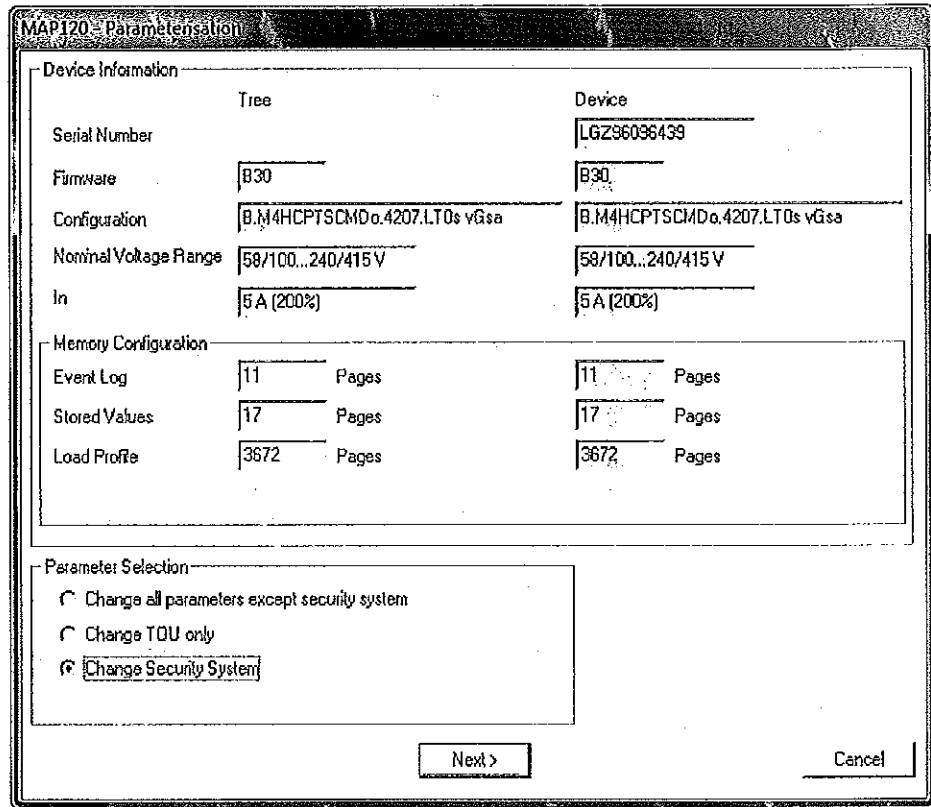 MAP120 - Parameterisation
Device Information
Tree Device
Serial Number LGZ96096439
Firmware B30 B30
Configuration B.M4HCPTSCMDo.4207.LT0s vGsa B.M4HCPTSCMDo.4207.LT0s vGsa
Nominal Voltage Range 58/100...240/415 V 58/100...240/415 V
In 5 A (200%) 5 A (200%)
Memory Configuration
Event Log 11 Pages 11 Pages
Stored Values 17 Pages 17 Pages
Load Profile 3672 Pages 3672 Pages
Parameter Selection
Change all parameters except security system
Change TOU only
Change Security System
Next > Cancel